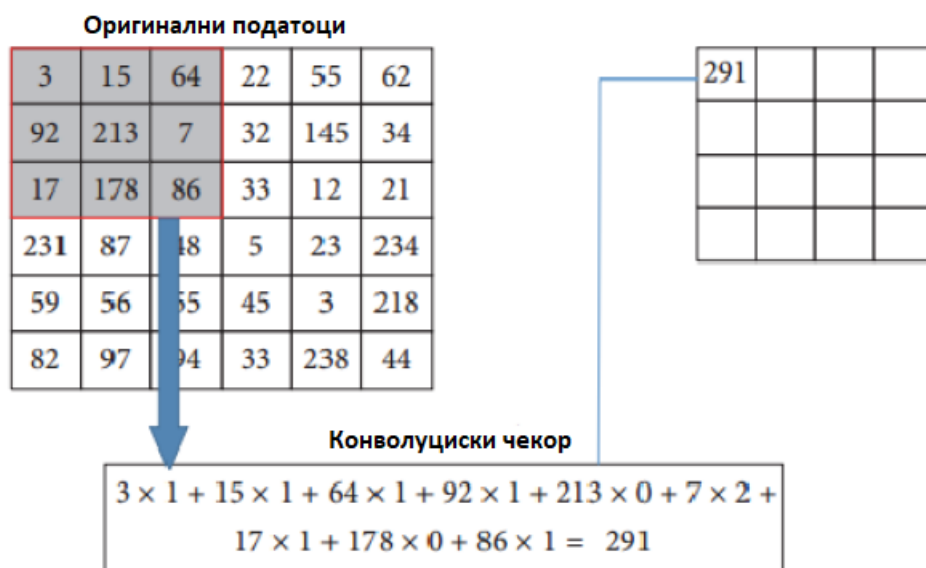 Оригинални податоци
3 15 64 22 55 62
92 213 7 32 145 34
17 178 86 33 12 21
231 87 48 5 23 234
59 56 55 45 3 218
82 97 94 33 238 44
291
Конволуциски чекор
3 × 1 + 15 × 1 + 64 × 1 + 92 × 1 + 213 × 0 + 7 × 2 +
17 × 1 + 178 × 0 + 86 × 1 = 291